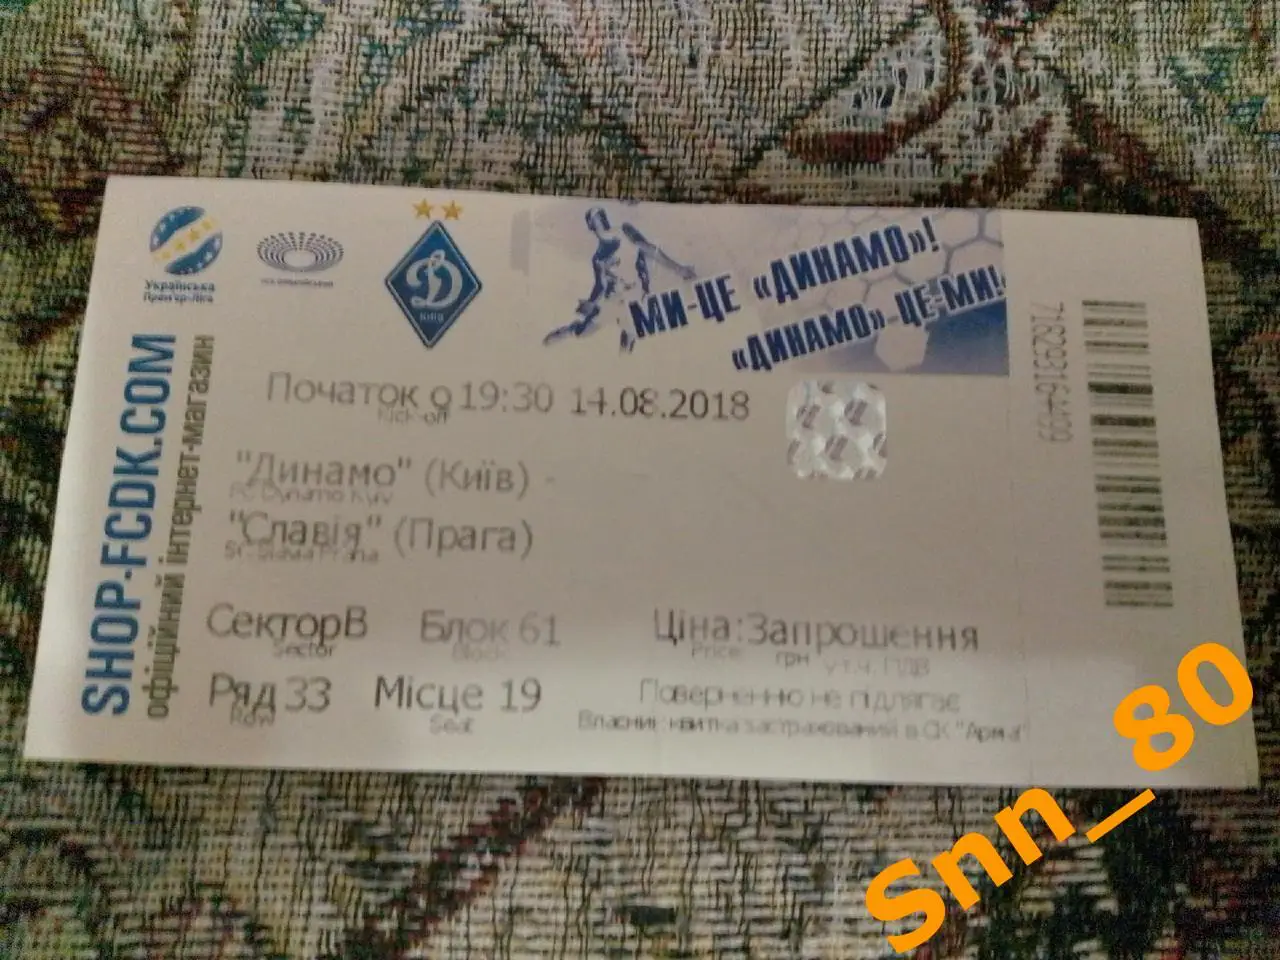 Українська
Прем'єр-Ліга
КИЇВ
МИ-ЦЕ «ДИНАМО»!
«ДИНАМО»-ЦЕ-МИ!
SHOP.FCDK.COM
офіційний інтернет-магазин
Початок о 19:30 14.08.2018
Kick-off
"Динамо" (Київ) -
FC Dynamo Kyiv
"Славія" (Прага)
Sector B
Сектор В Блок 61 Ціна: Запрошення
Sector Block Price грн у т.ч. ПДВ
Ряд 33 Місце 19 Поверненню не підлягає
Row Seat Власник квитка застрахований в СК "Арма"
Snn_80